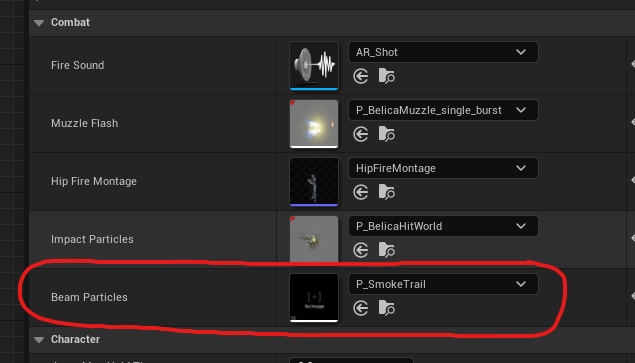 Combat
Fire Sound
AR_Shot
Muzzle Flash
P_BelicaMuzzle_single_burst
Hip Fire Montage
HipFireMontage
Impact Particles
P_BelicaHitWorld
Beam Particles
[+]
No Image
P_SmokeTrail
Character